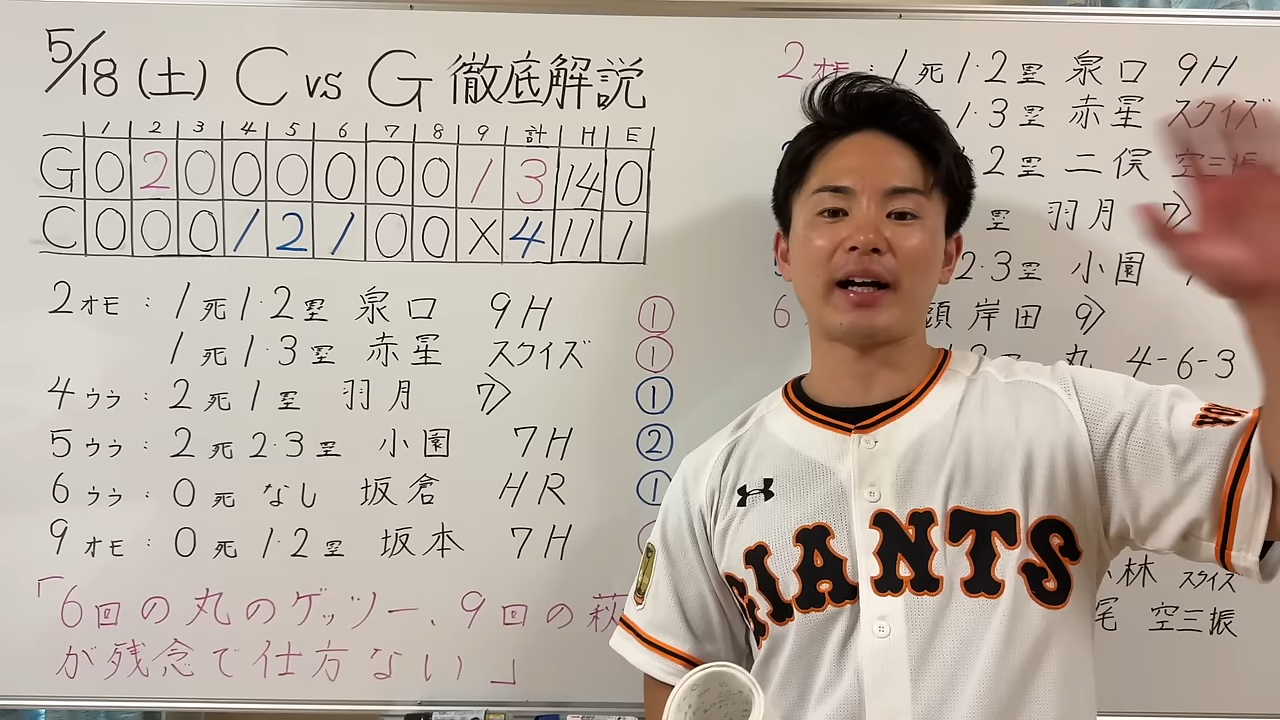 5/18(土) C vs G 徹底解説
1 2 3 4 5 6 7 8 9 計 H E
G 0 2 0 0 0 0 0 0 1 3 14 0
C 0 0 0 1 2 1 0 0 X 4 11 1
2オモ:1死1・2塁 泉口 9H ①
1死1・3塁 赤星 スクイズ ①
4ウラ:2死1塁 羽月 7> ①
5ウラ:2死2・3塁 小園 7H ②
6ウラ:0死なし 坂倉 HR ①
9オモ:0死1・2塁 坂本 7H
「6回の丸のゲッツー、9回の萩
が残念で仕方ない」
2オモ:1死1・2塁 泉口 9H
1・3塁 赤星 スクイズ
2塁 二俣 空三振
塁 羽月 7>
2・3塁 小園
6 頭 岸田 9>
丸 4-6-3
林 スクイズ
尾 空三振
GIANTS